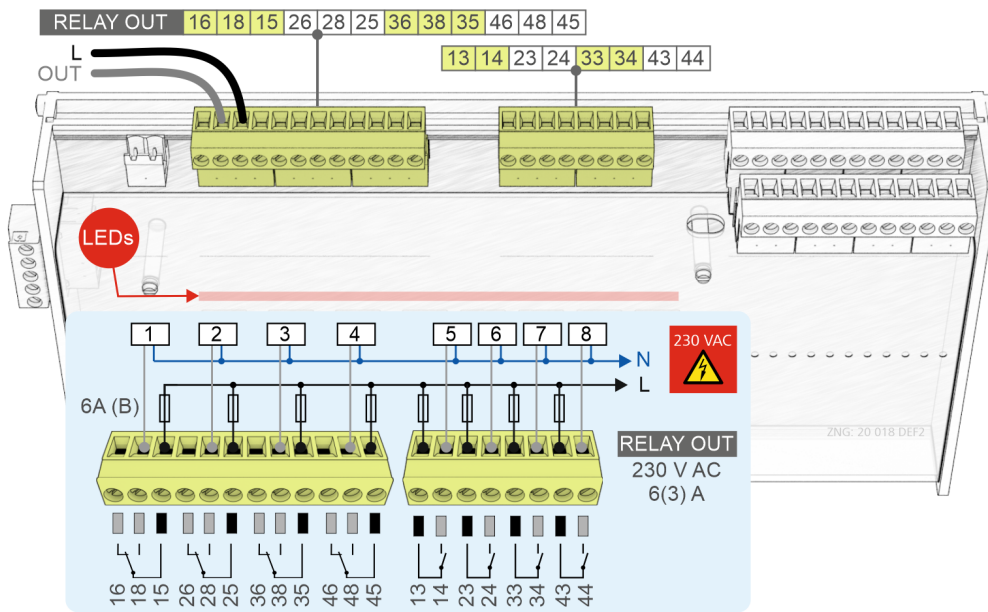 RELAY OUT 16 18 15 26 28 25 36 38 35 46 48 45
13 14 23 24 33 34 43 44
L
OUT
LEDs
1 2 3 4 5 6 7 8
230 VAC
N
L
6A (B)
ZNG: 20 018 DEF2
RELAY OUT
230 V AC
6(3) A
16 18 15 26 28 25 36 38 35 46 48 45 13 14 23 24 33 34 43 44